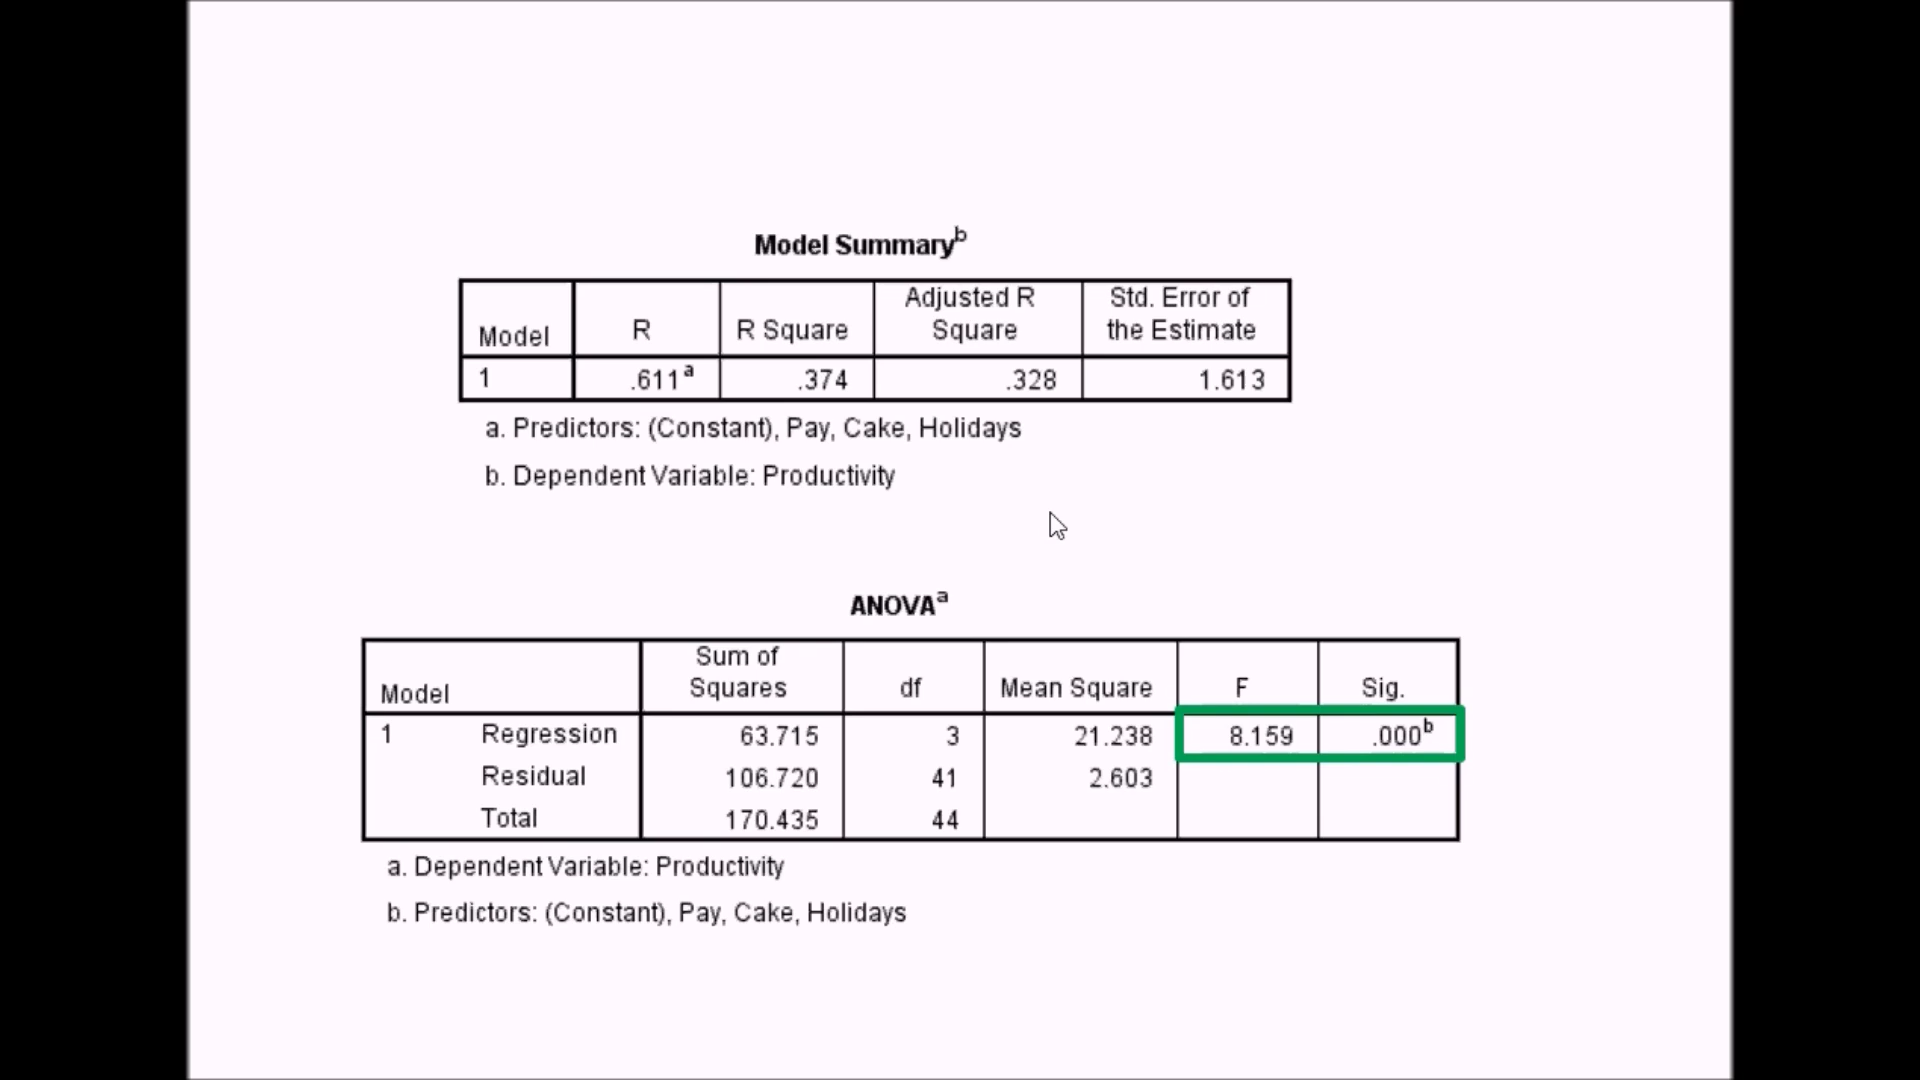 Model Summaryb
Model R R Square Adjusted R Square Std. Error of the Estimate
1 .611a .374 .328 1.613
a. Predictors: (Constant), Pay, Cake, Holidays
b. Dependent Variable: Productivity
ANOVAa
Model Sum of Squares df Mean Square F Sig.
1 Regression 63.715 3 21.238 8.159 .000b
Residual 106.720 41 2.603
Total 170.435 44
a. Dependent Variable: Productivity
b. Predictors: (Constant), Pay, Cake, Holidays